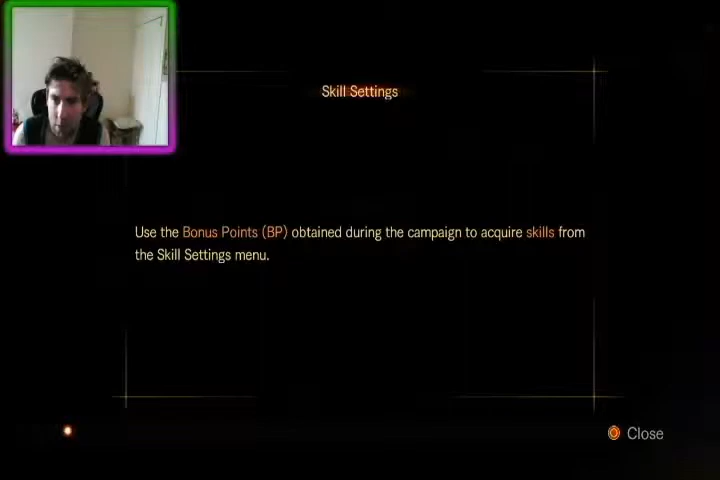 Skill Settings
Use the Bonus Points (BP) obtained during the campaign to acquire skills from
the Skill Settings menu.
Close